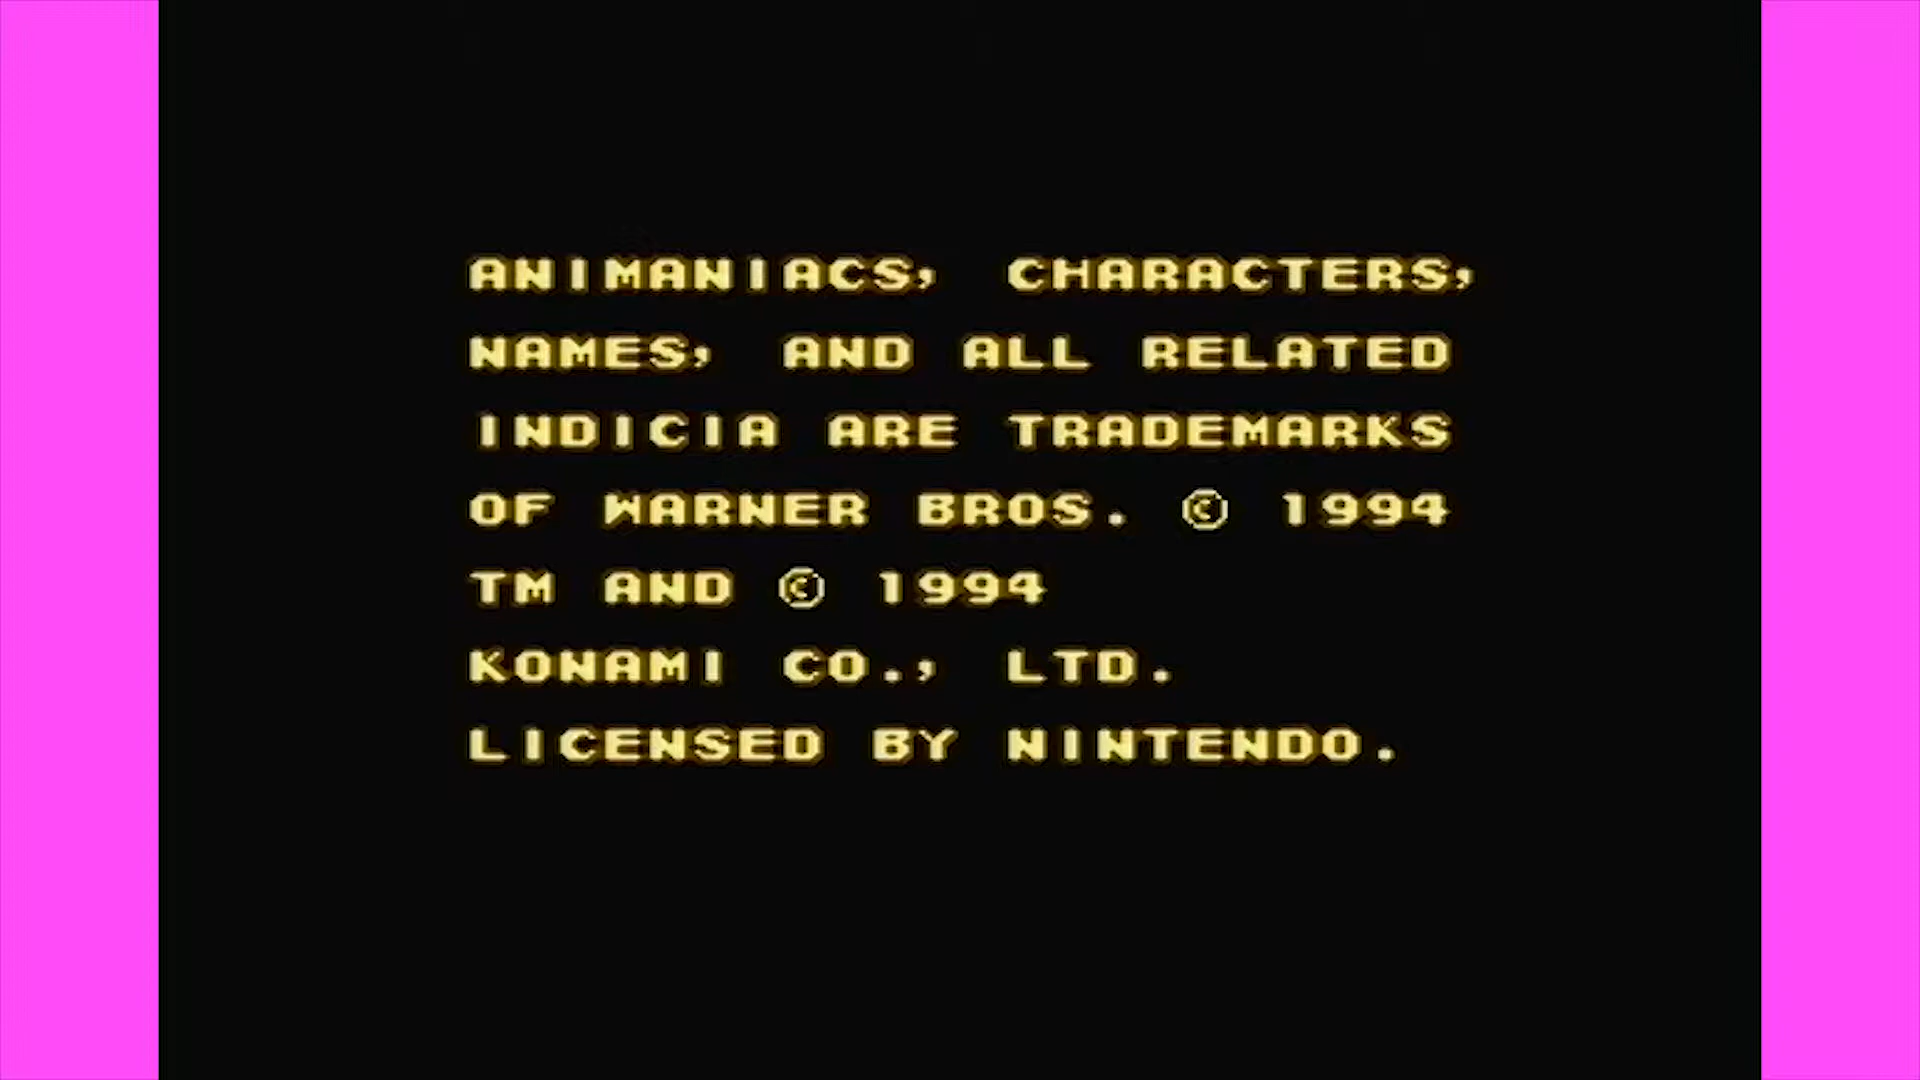 ANIMANIACS, CHARACTERS,
NAMES, AND ALL RELATED
INDICIA ARE TRADEMARKS
OF WARNER BROS. © 1994
TM AND © 1994
KONAMI CO., LTD.
LICENSED BY NINTENDO.